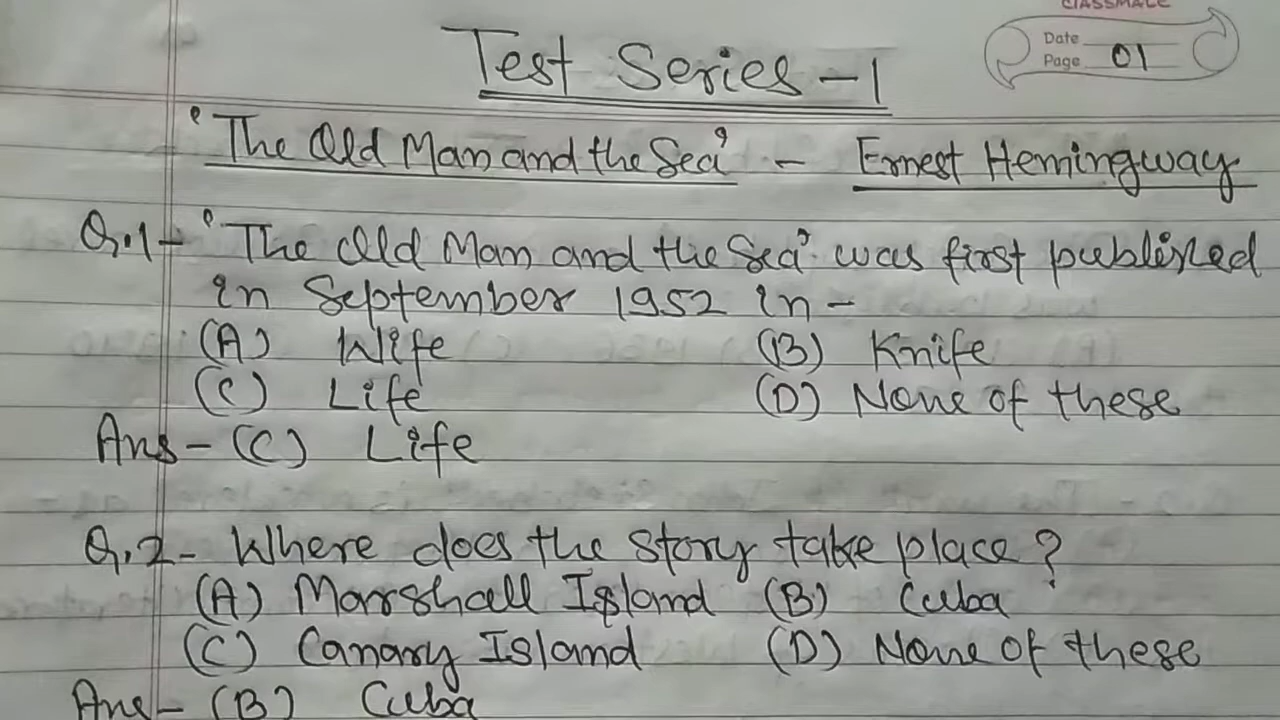 CLASSMATE
Date
Page 01
Test Series - 1
'The Old Man and the Sea' - Ernest Hemingway
Q.1- 'The Old Man and the Sea' was first published
in September 1952 in -
(A) Wife (B) Knife
(C) Life (D) None of these
Ans - (C) Life
Q.2 - Where does the story take place ?
(A) Marshall Island (B) Cuba
(C) Canary Island (D) None of these
Ans - (B) Cuba